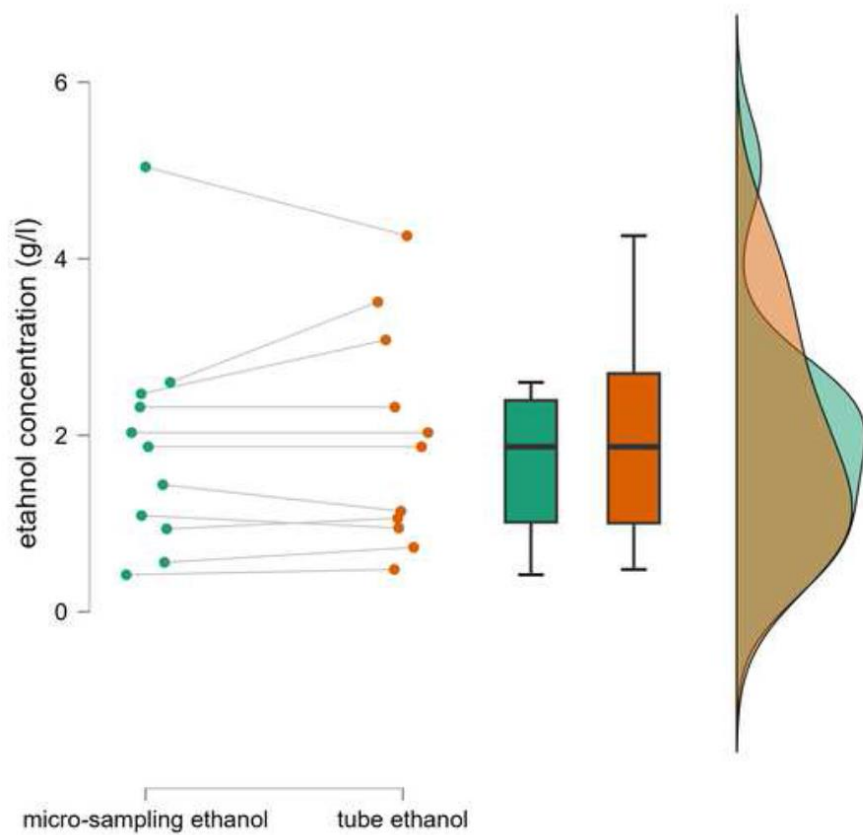 6
4
2
0
etahnol concentration (g/l)
micro-sampling ethanol
tube ethanol